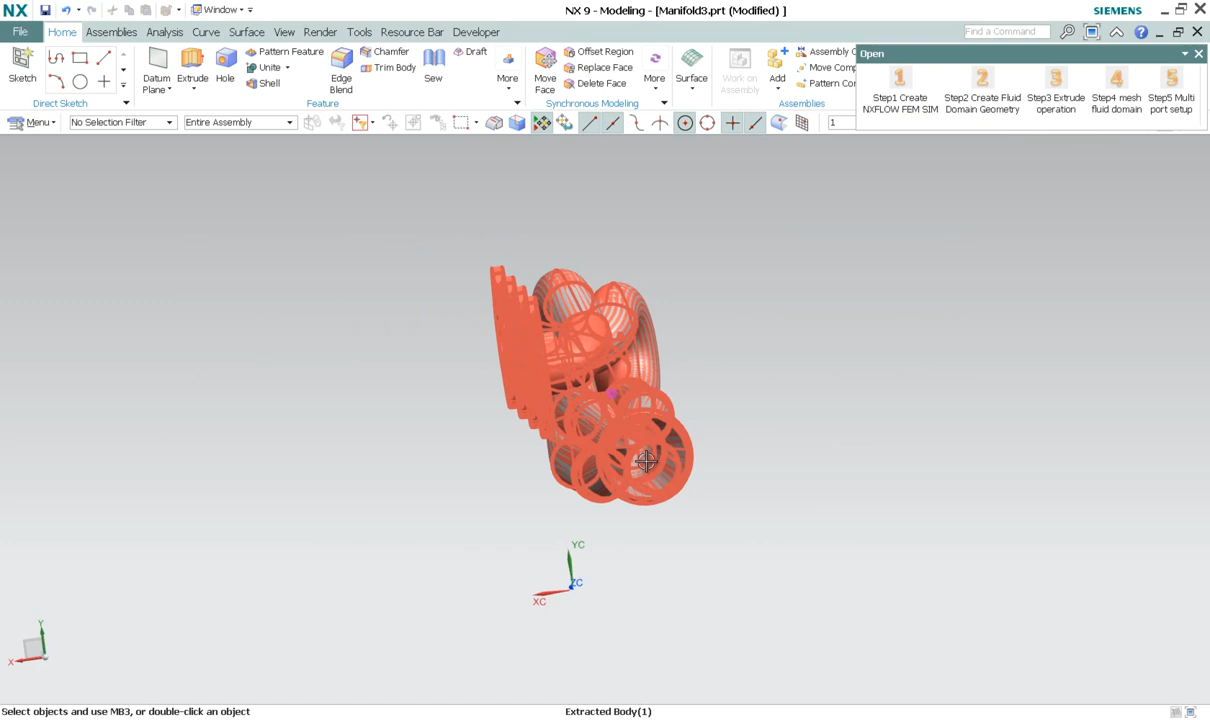 NX Window NX 9 - Modeling - [Manifold3.prt (Modified) ] SIEMENS
File Home Assemblies Analysis Curve Surface View Render Tools Resource Bar Developer Find a Command
Sketch
Direct Sketch
Datum Plane
Extrude
Hole
Pattern Feature
Unite
Shell
Edge Blend
Chamfer
Trim Body
Sew
Draft
More
Feature
Move Face
Offset Region
Replace Face
Delete Face
More
Synchronous Modeling
Surface
Work on Assembly
Add
Assembly
Move Comp
Pattern Co
Assemblies
Open
1 Step1 Create NXFLOW FEM SIM
2 Step2 Create Fluid Domain Geometry
3 Step3 Extrude operation
4 Step4 mesh fluid domain
5 Step5 Multi port setup
Menu No Selection Filter Entire Assembly 1
YC
ZC
XC
Y
X
Select objects and use MB3, or double-click an object Extracted Body(1)